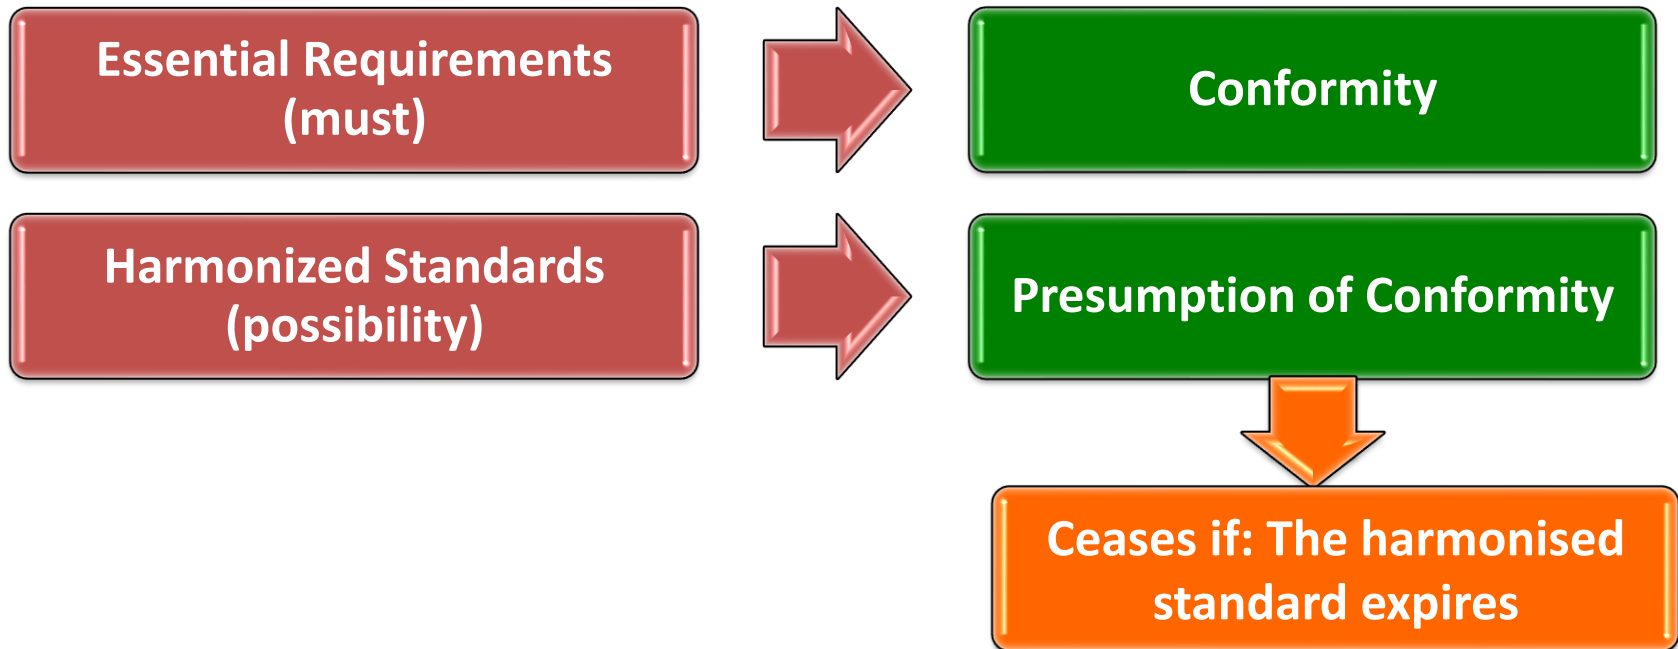 Essential Requirements
(must)
Conformity
Harmonized Standards
(possibility)
Presumption of Conformity
Ceases if: The harmonised
standard expires